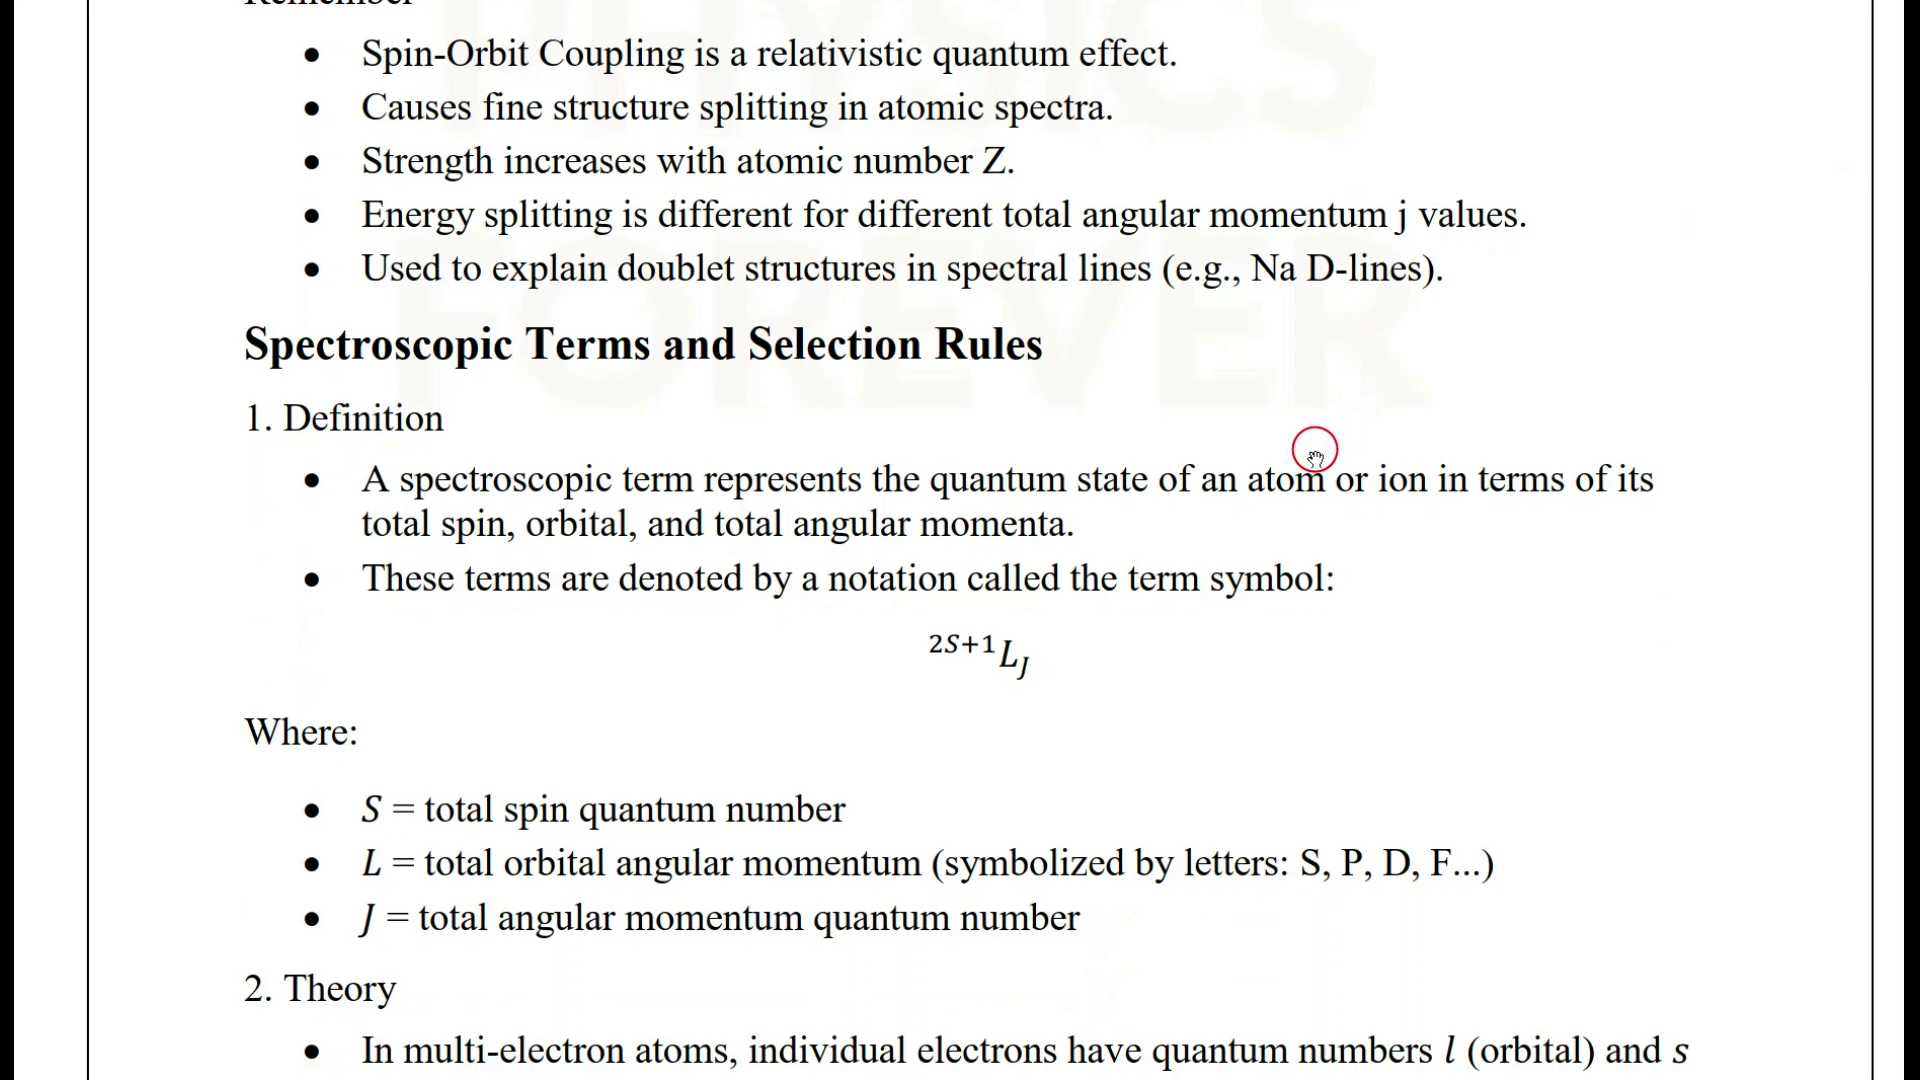 Remember
• Spin-Orbit Coupling is a relativistic quantum effect.
• Causes fine structure splitting in atomic spectra.
• Strength increases with atomic number Z.
• Energy splitting is different for different total angular momentum j values.
• Used to explain doublet structures in spectral lines (e.g., Na D-lines).
Spectroscopic Terms and Selection Rules
1. Definition
• A spectroscopic term represents the quantum state of an atom or ion in terms of its
total spin, orbital, and total angular momenta.
• These terms are denoted by a notation called the term symbol:
²ˢ⁺¹L_J
Where:
• S = total spin quantum number
• L = total orbital angular momentum (symbolized by letters: S, P, D, F...)
• J = total angular momentum quantum number
2. Theory
• In multi-electron atoms, individual electrons have quantum numbers l (orbital) and s
PHYSICS
FOREVER